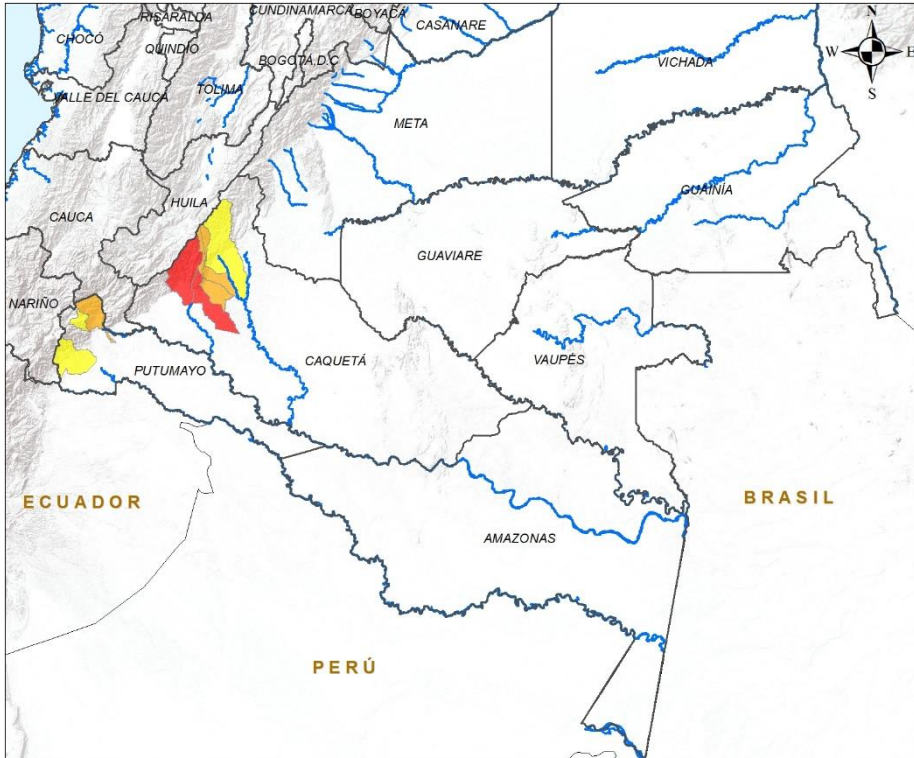 RISARALDA
CUNDINAMARCA
BOYACÁ
CASANARE
N
CHOCÓ
QUINDIO
BOGOTÁ D.C
W
E
VICHADA
S
VALLE DEL CAUCA
TOLIMA
META
HUILA
GUAINÍA
CAUCA
GUAVIARE
NARIÑO
CAQUETÁ
VAUPÉS
PUTUMAYO
ECUADOR
BRASIL
AMAZONAS
PERÚ